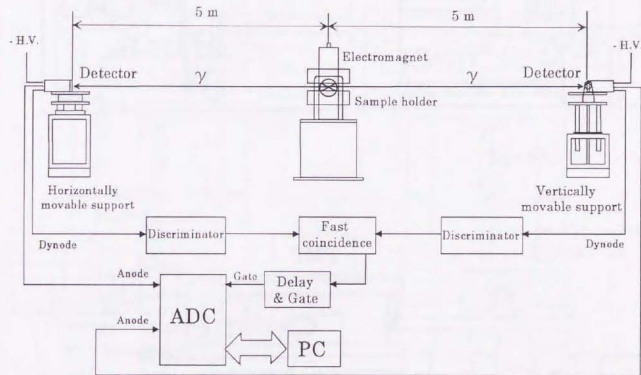 5 m
5 m
- H.V.
- H.V.
Electromagnet
Detector
γ
γ
Detector
Sample holder
Horizontally
movable support
Vertically
movable support
Discriminator
Fast
coincidence
Discriminator
Dynode
Dynode
Anode
Gate
Delay
& Gate
ADC
Anode
PC